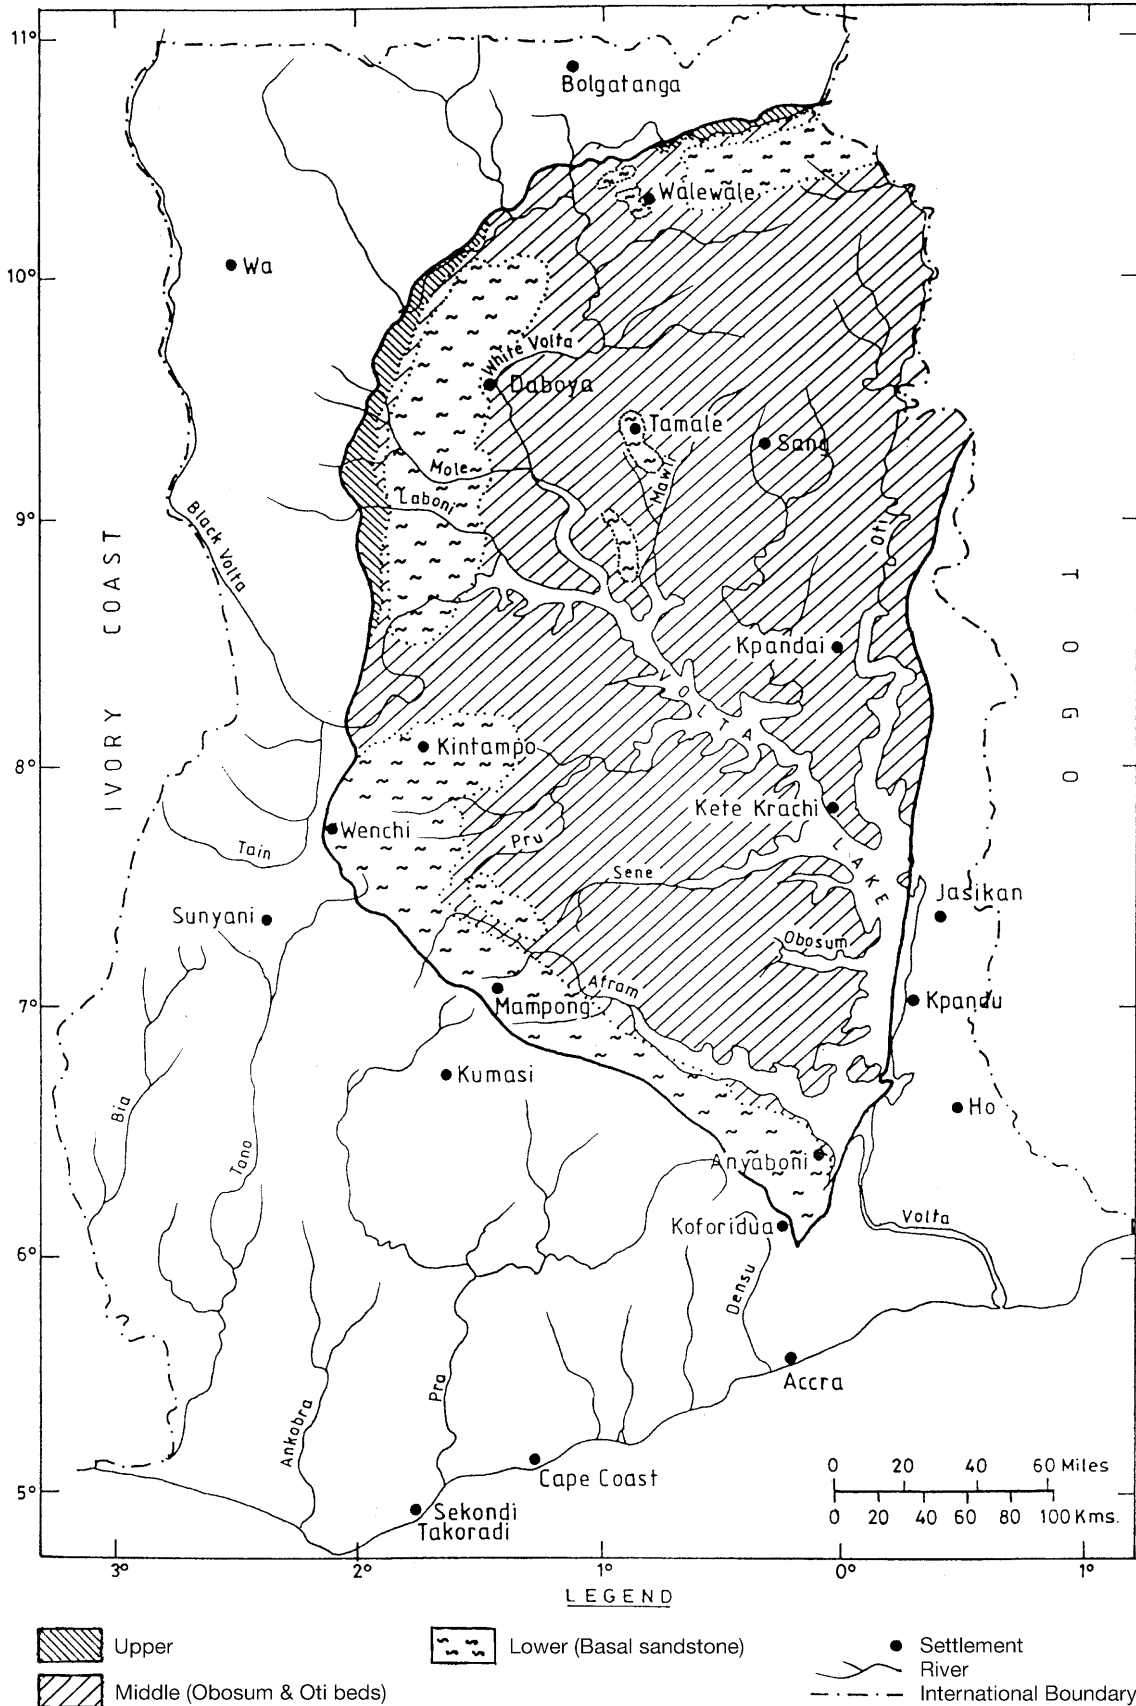 11°
Bolgatanga
Walewale
Wa
10°
White Volta
Daboya
Tamale
Sang
Mole
Mawli
Laboni
Black Volta
Oti
9°
IVORY COAST
TOGO
Kpandai
VOLTA
LAKE
Kintampo
8°
Kete Krachi
Wenchi
Pru
Tain
Sene
Jasikan
Sunyani
Obosum
Afram
7°
Mampong
Kpandu
Kumasi
Bia
Ho
Tano
Anyaboni
Koforidua
Volta
6°
Densu
Accra
Pra
Ankobra
0 20 40 60 Miles
Cape Coast
5°
Sekondi
Takoradi
0 20 40 60 80 100 Kms.
3° 2° 1° 0° 1°
LEGEND
Upper
Lower (Basal sandstone)
Settlement
River
Middle (Obosum & Oti beds)
International Boundary